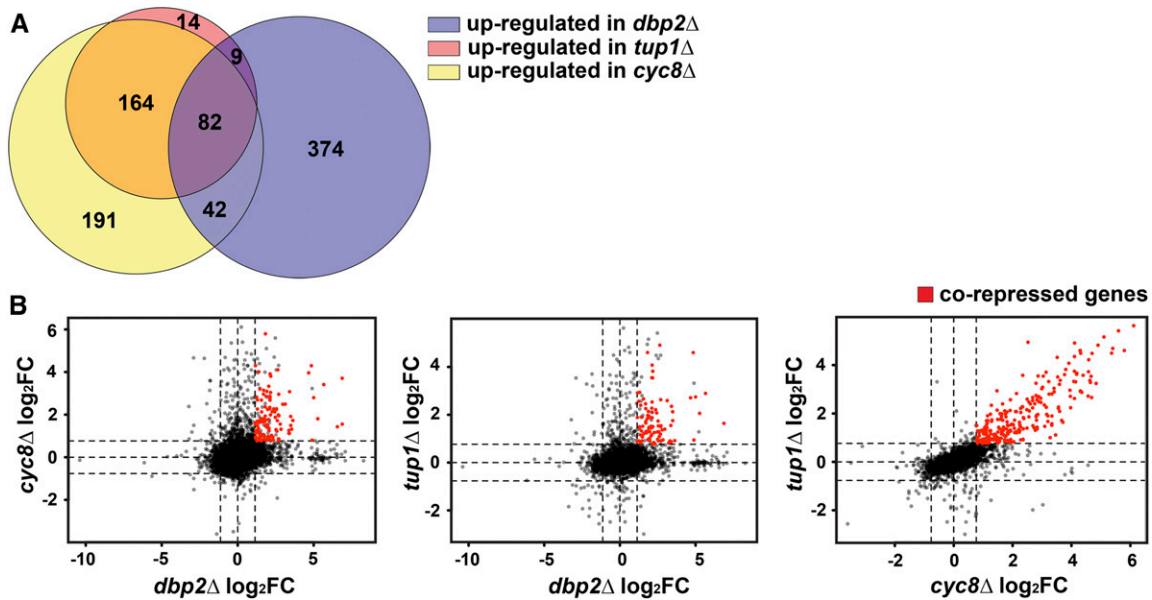 A
14
9
164
82
374
42
191
up-regulated in dbp2Δ
up-regulated in tup1Δ
up-regulated in cyc8Δ
B
co-repressed genes
cyc8Δ log₂FC
6
4
2
0
-2
-10
-5
0
5
dbp2Δ log₂FC
tup1Δ log₂FC
4
2
0
-2
-10
-5
0
5
dbp2Δ log₂FC
tup1Δ log₂FC
4
2
0
-2
-2
0
2
4
6
cyc8Δ log₂FC